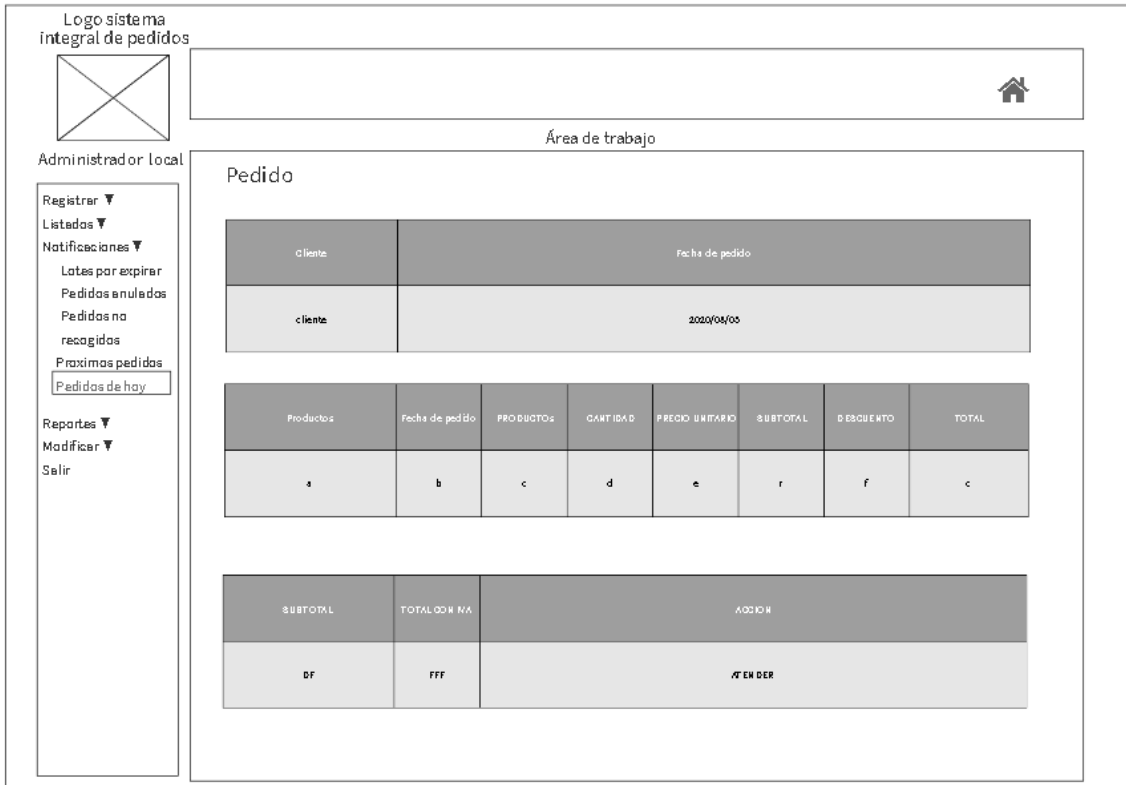 Logo sistema
integral de pedidos
Administrador local
Registrar ▼
Listados ▼
Notificaciones ▼
Lotes por expirar
Pedidos anulados
Pedidos no
recogidos
Proximos pedidos
Pedidos de hoy
Reportes ▼
Modificar ▼
Salir
Área de trabajo
Pedido
Cliente Fecha de pedido
cliente 2020/08/05
Productos Fecha de pedido PRODUCTOs CANTIDAD PRECIO UNITARIO SUBTOTAL DESCUENTO TOTAL
a b c d e r f c
SUBTOTAL TOTAL CON IVA ACCION
DF FFF ATENDER